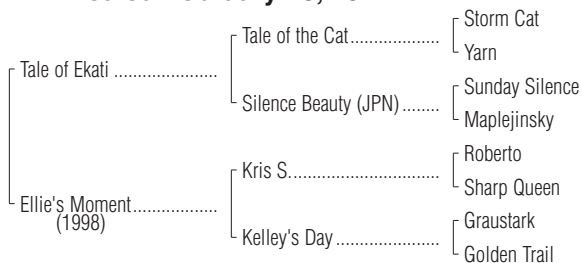 Tale of Ekati
Ellie's Moment
(1998)
Tale of the Cat
Silence Beauty (JPN)
Kris S.
Kelley's Day
Storm Cat
Yarn
Sunday Silence
Maplejinsky
Roberto
Sharp Queen
Graustark
Golden Trail